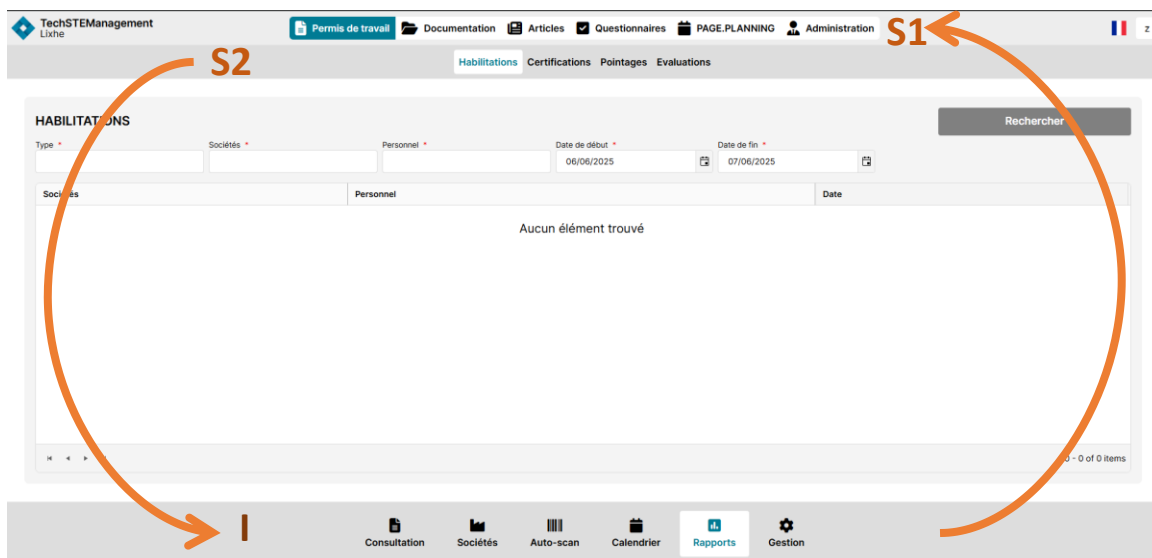 TechSTEManagement
Lixhe
Permis de travail Documentation Articles Questionnaires PAGE.PLANNING Administration S1 z
S2 Habilitations Certifications Pointages Evaluations
HABILITATIONS Rechercher
Type * Sociétés * Personnel * Date de début * Date de fin *
06/06/2025 07/06/2025
Sociétés Personnel Date
Aucun élément trouvé
0 - 0 of 0 items
I
Consultation Sociétés Auto-scan Calendrier Rapports Gestion